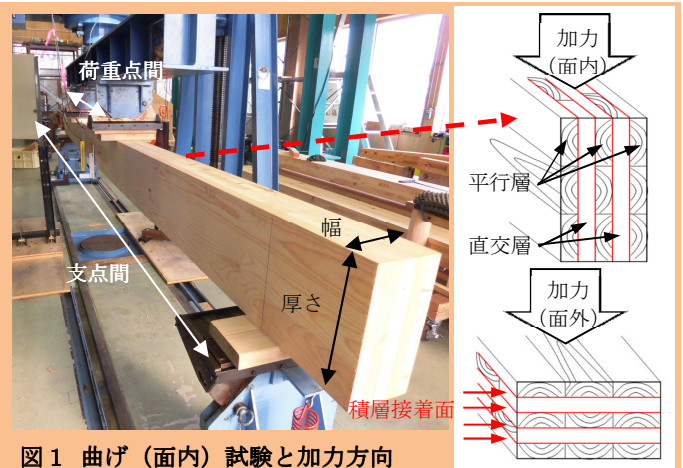 荷重点間
支点間
幅
厚さ
積層接着面
加力
(面内)
平行層
直交層
加力
(面外)
図1 曲げ(面内)試験と加力方向